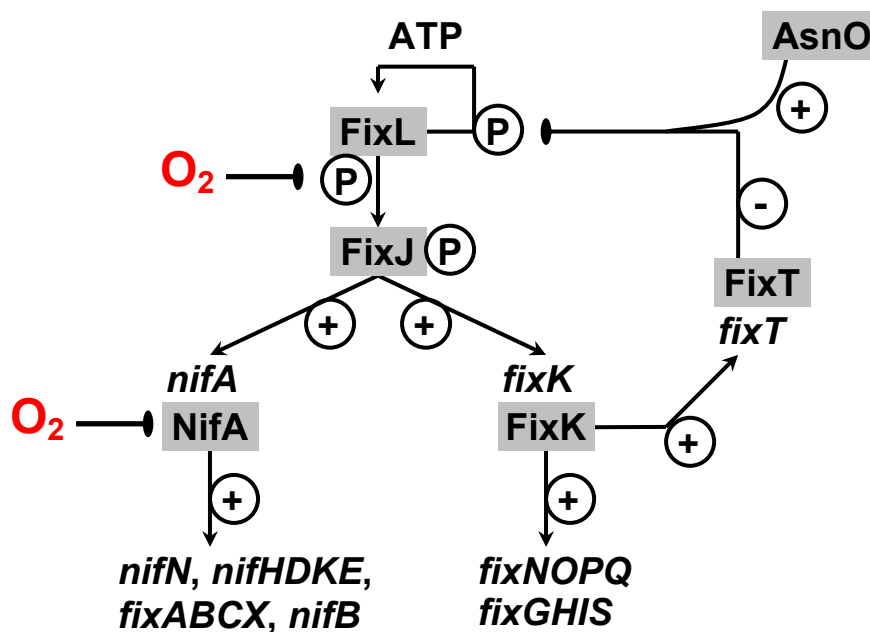 ATP
AsnO
+
FixL
P
O2
P
-
FixJ
P
FixT
fixT
+
+
nifA
fixK
O2
NifA
FixK
+
+
+
nifN, nifHDKE,
fixABCX, nifB
fixNOPQ
fixGHIS